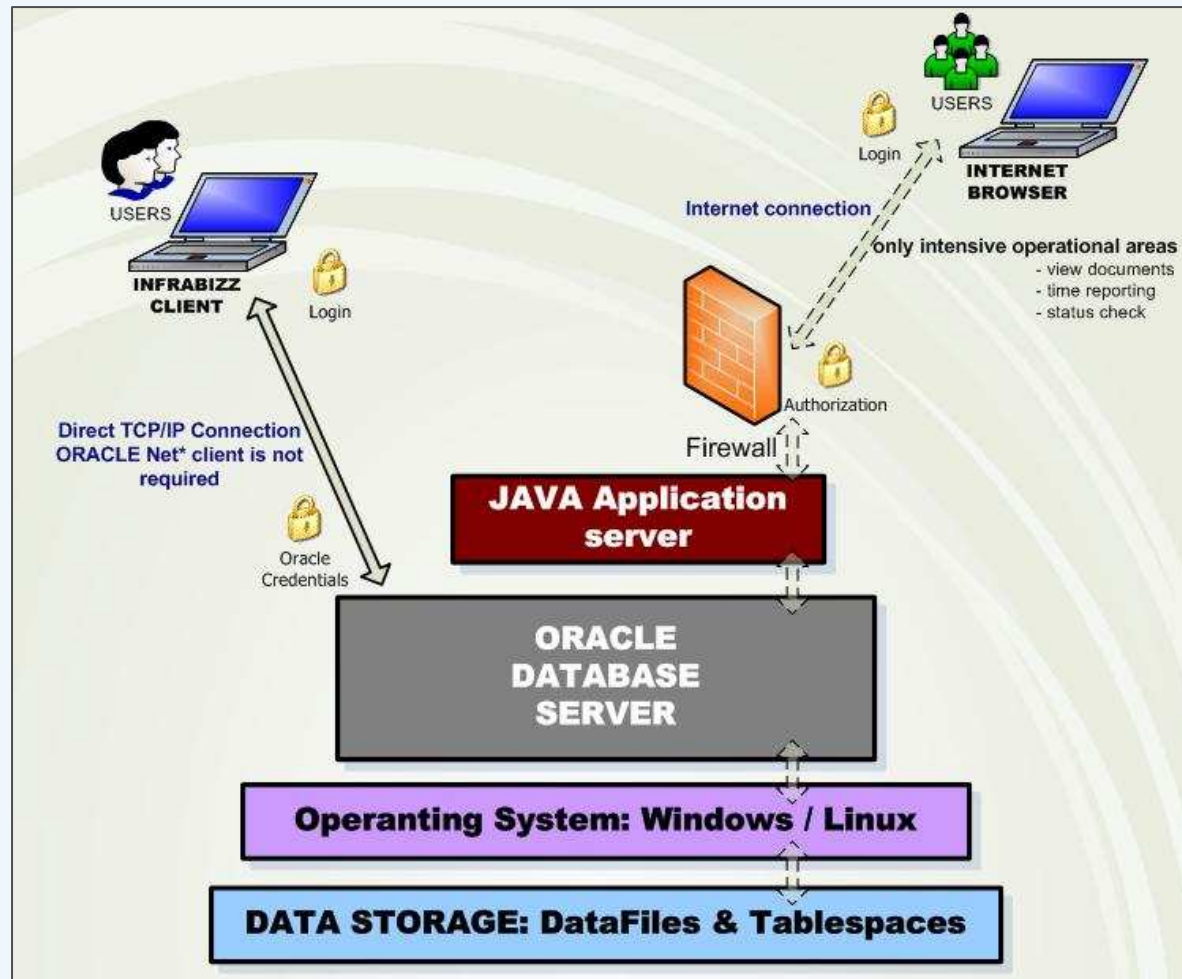 USERS
INFRABIZZ
CLIENT
Login
Direct TCP/IP Connection
ORACLE Net* client is not
required
Oracle
Credentials
USERS
Login
INTERNET
BROWSER
Internet connection
only intensive operational areas
- view documents
- time reporting
- status check
Authorization
Firewall
JAVA Application
server
ORACLE
DATABASE
SERVER
Operanting System: Windows / Linux
DATA STORAGE: DataFiles & Tablespaces